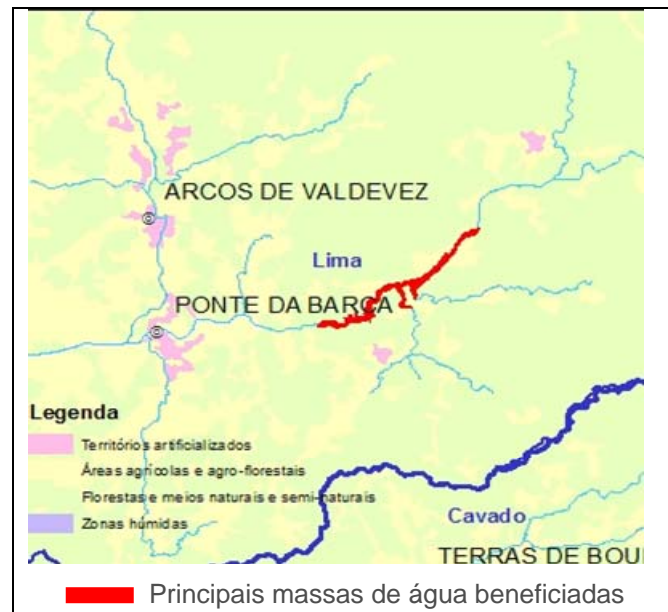 ARCOS DE VALDEVEZ
Lima
PONTE DA BARCA
Legenda
Territórios artificializados
Áreas agrícolas e agro-florestais
Florestas e meios naturais e semi-naturais
Zonas húmidas
Cavado
TERRAS DE BOU
Principais massas de água beneficiadas